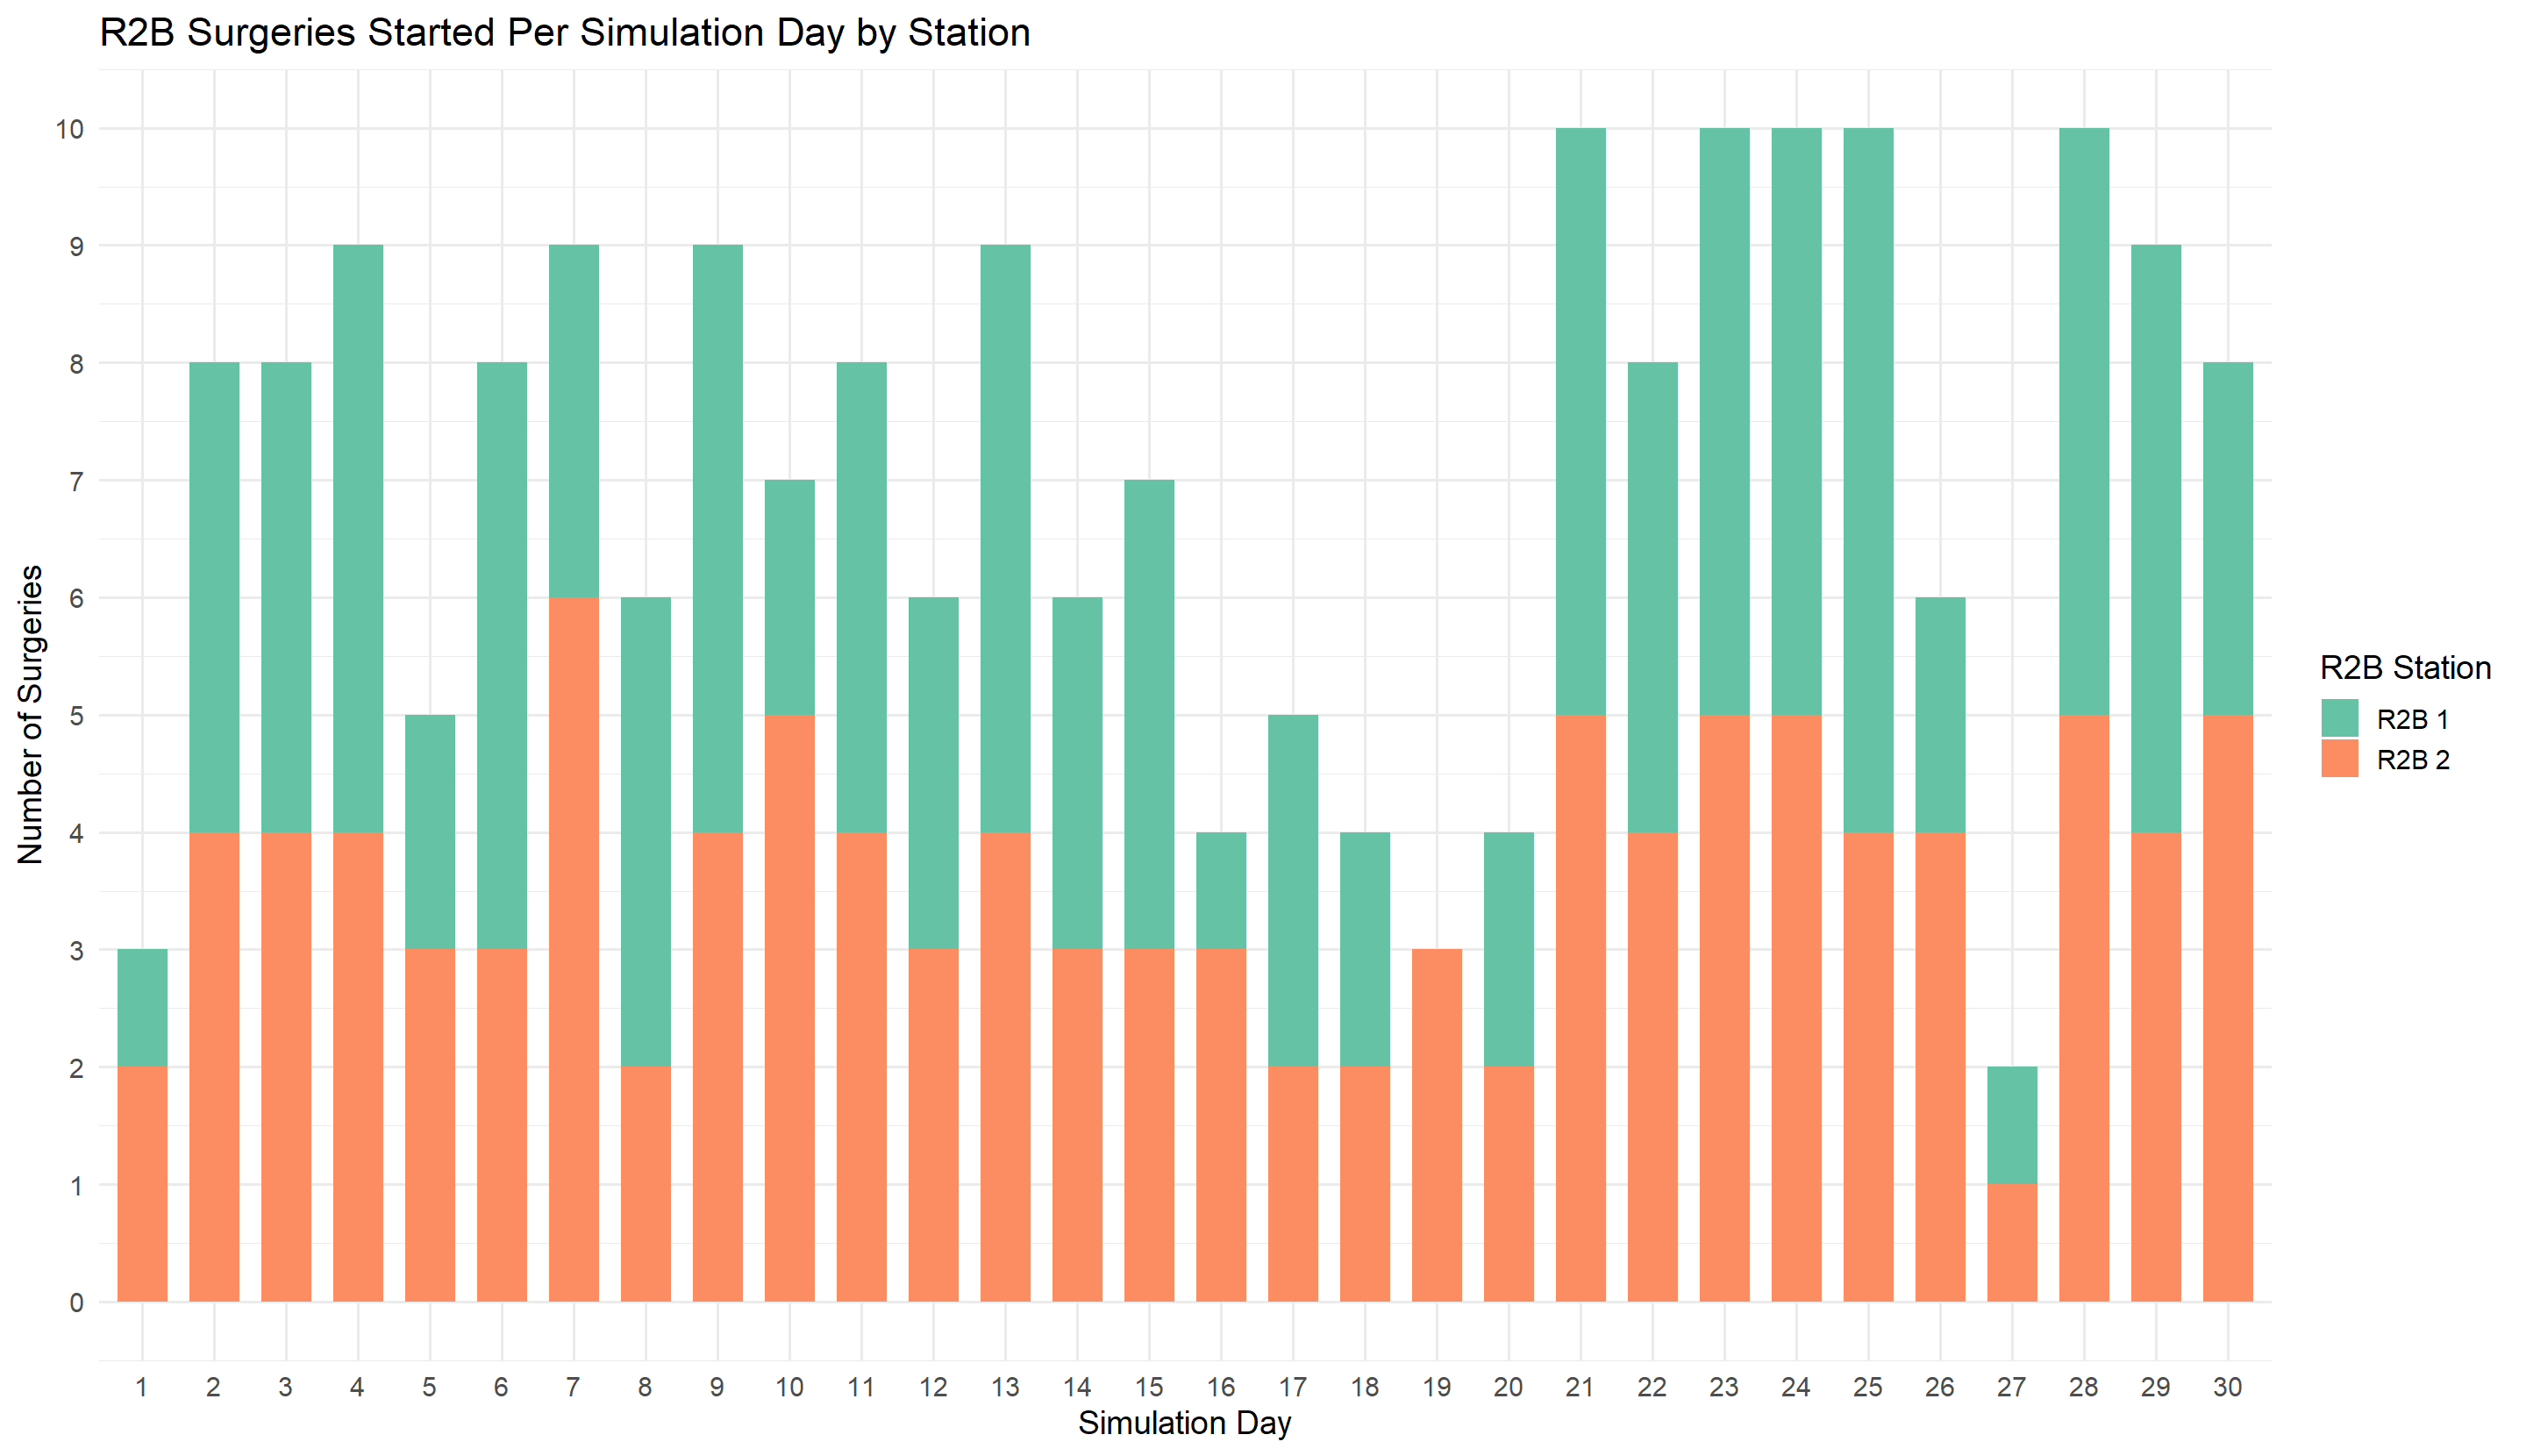 R2B Surgeries Started Per Simulation Day by Station
10
9
8
7
6
5
4
3
2
1
0
Number of Surgeries
1 2 3 4 5 6 7 8 9 10 11 12 13 14 15 16 17 18 19 20 21 22 23 24 25 26 27 28 29 30
Simulation Day
R2B Station
R2B 1
R2B 2